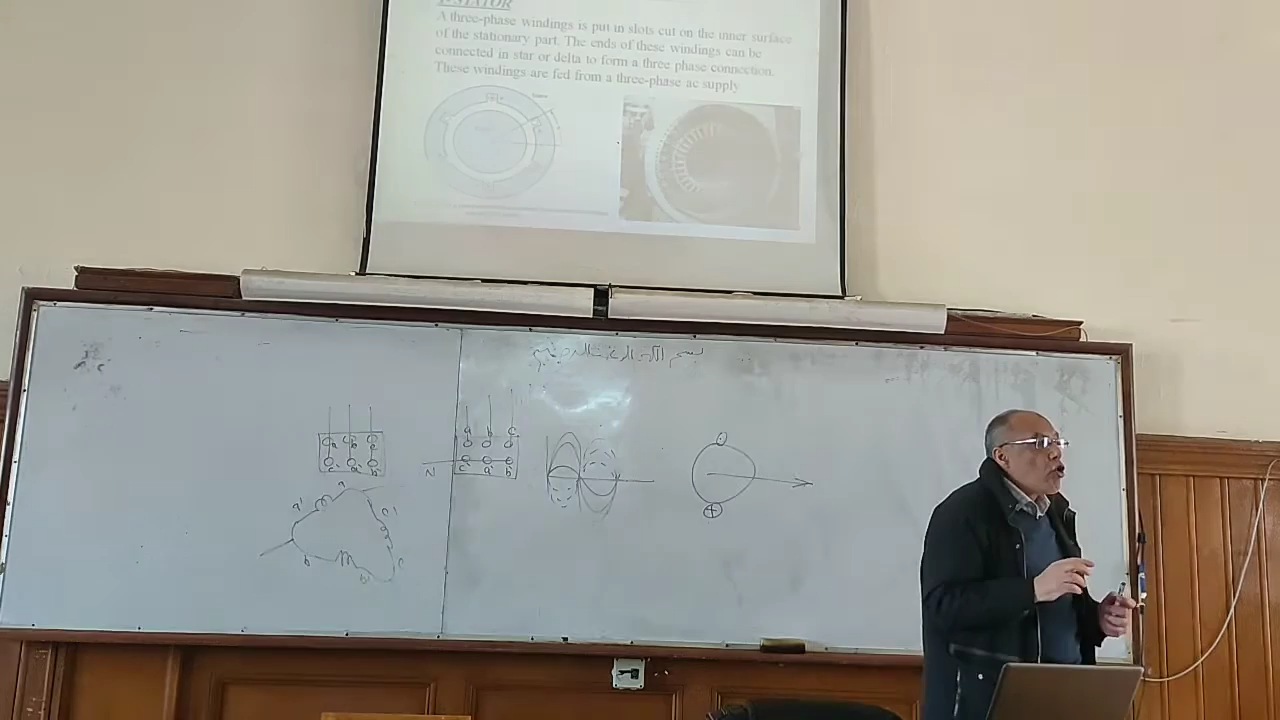 STATOR
A three-phase windings is put in slots cut on the inner surface
of the stationary part. The ends of these windings can be
connected in star or delta to form a three phase connection.
These windings are fed from a three-phase ac supply
بسم الله الرحمن الرحيم
a b c
c' a' b'
N
a
a'
b
b'
c
c'